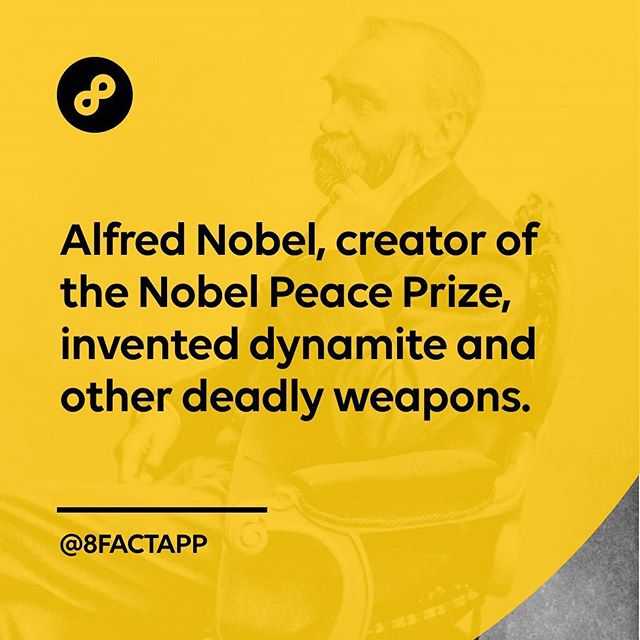 Alfred Nobel, creator of
the Nobel Peace Prize,
invented dynamite and
other deadly weapons.
@8FACTAPP